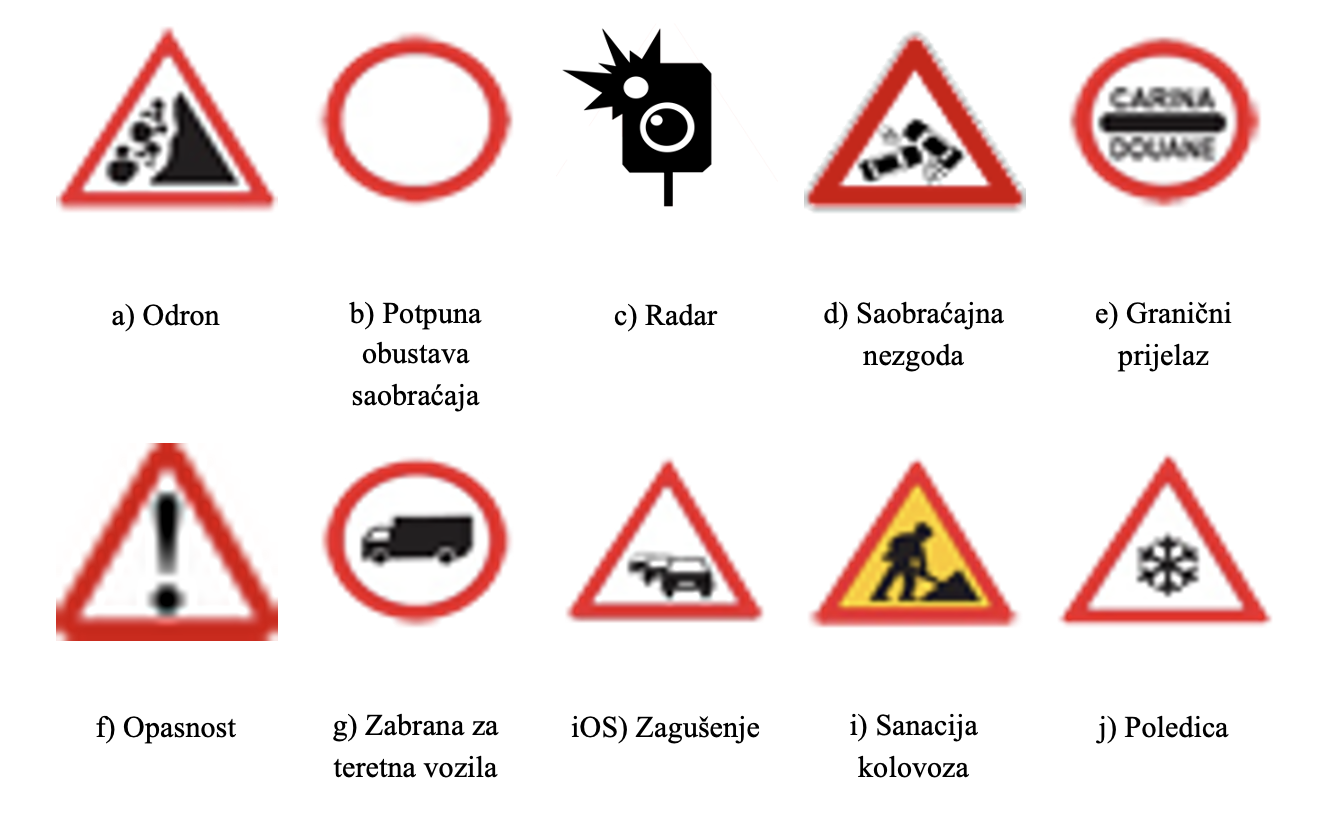 CARINA
DOUANE
a) Odron
b) Potpuna
obustava
saobraćaja
c) Radar
d) Saobraćajna
nezgoda
e) Granični
prijelaz
f) Opasnost
g) Zabrana za
teretna vozila
iOS) Zagušenje
i) Sanacija
kolovoza
j) Poledica